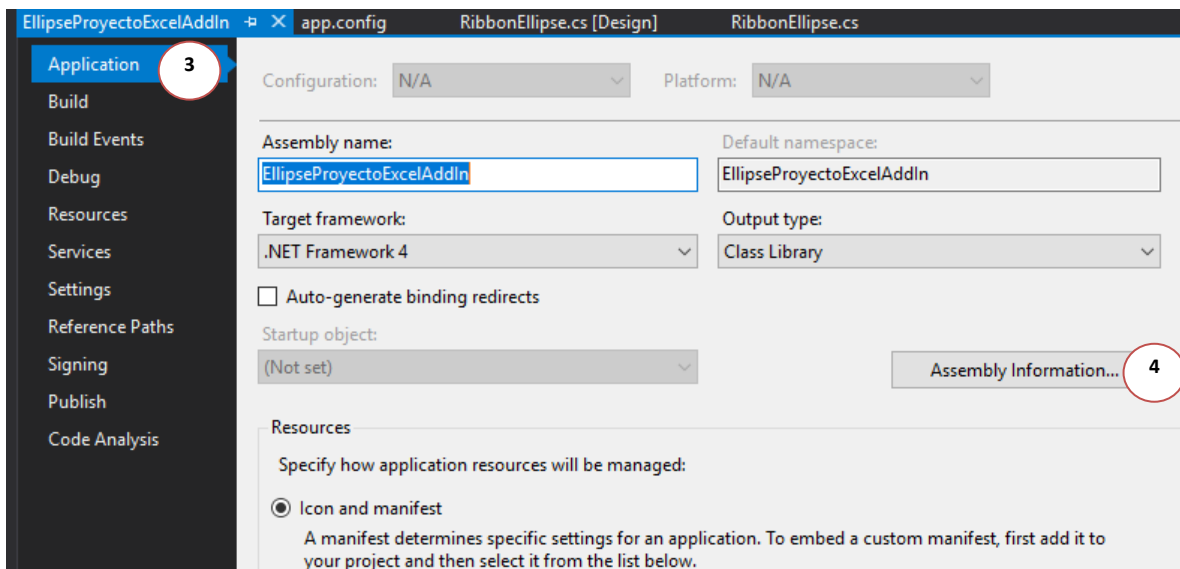 EllipseProyectoExcelAddIn app.config RibbonEllipse.cs [Design] RibbonEllipse.cs
Application 3
Build
Build Events
Debug
Resources
Services
Settings
Reference Paths
Signing
Publish
Code Analysis
Configuration: N/A Platform: N/A
Assembly name: Default namespace:
EllipseProyectoExcelAddIn EllipseProyectoExcelAddIn
Target framework: Output type:
.NET Framework 4 Class Library
Auto-generate binding redirects
Startup object:
(Not set) Assembly Information... 4
Resources
Specify how application resources will be managed:
Icon and manifest
A manifest determines specific settings for an application. To embed a custom manifest, first add it to
your project and then select it from the list below.